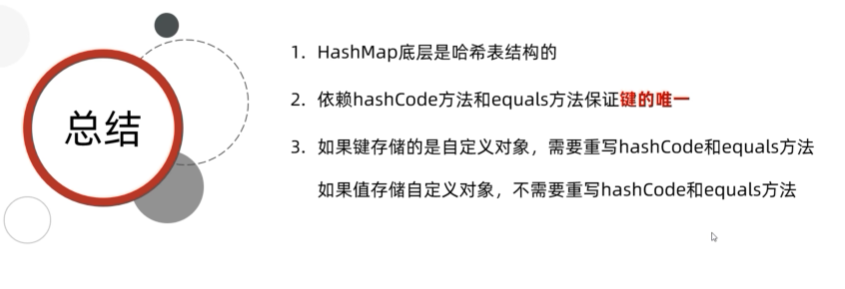 总结
1. HashMap底层是哈希表结构的
2. 依赖hashCode方法和equals方法保证键的唯一
3. 如果键存储的是自定义对象，需要重写hashCode和equals方法
如果值存储自定义对象，不需要重写hashCode和equals方法